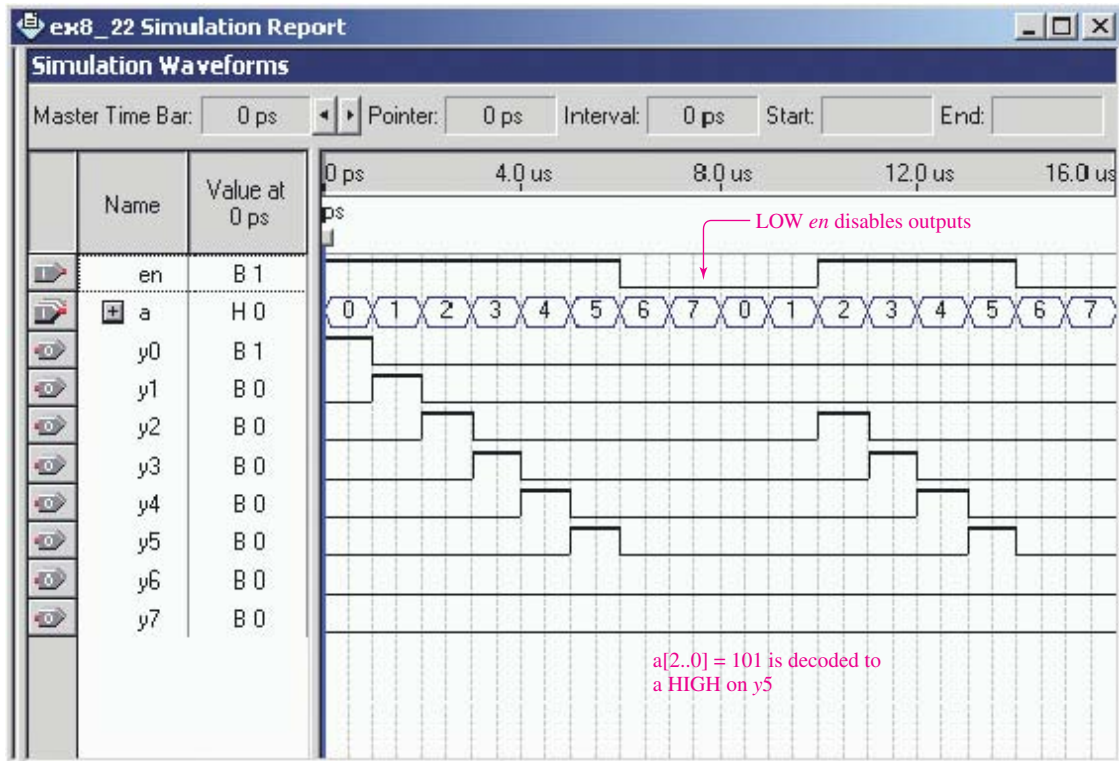 ex8_22 Simulation Report
Simulation Waveforms
Master Time Bar: 0 ps Pointer: 0 ps Interval: 0 ps Start: End:
Name Value at 0 ps
0 ps 4.0 us 8.0 us 12.0 us 16.0 us
ps
LOW en disables outputs
en B 1
a H 0 0 1 2 3 4 5 6 7 0 1 2 3 4 5 6 7
y0 B 1
y1 B 0
y2 B 0
y3 B 0
y4 B 0
y5 B 0
y6 B 0
y7 B 0
a[2..0] = 101 is decoded to
a HIGH on y5